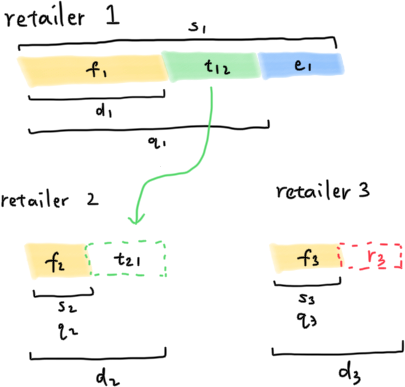 retailer 1
s₁
f₁ t₁₂ e₁
d₁
q₁
retailer 2
f₂ t₂₁
s₂
q₂
d₂
retailer 3
f₃ r₃
s₃
q₃
d₃